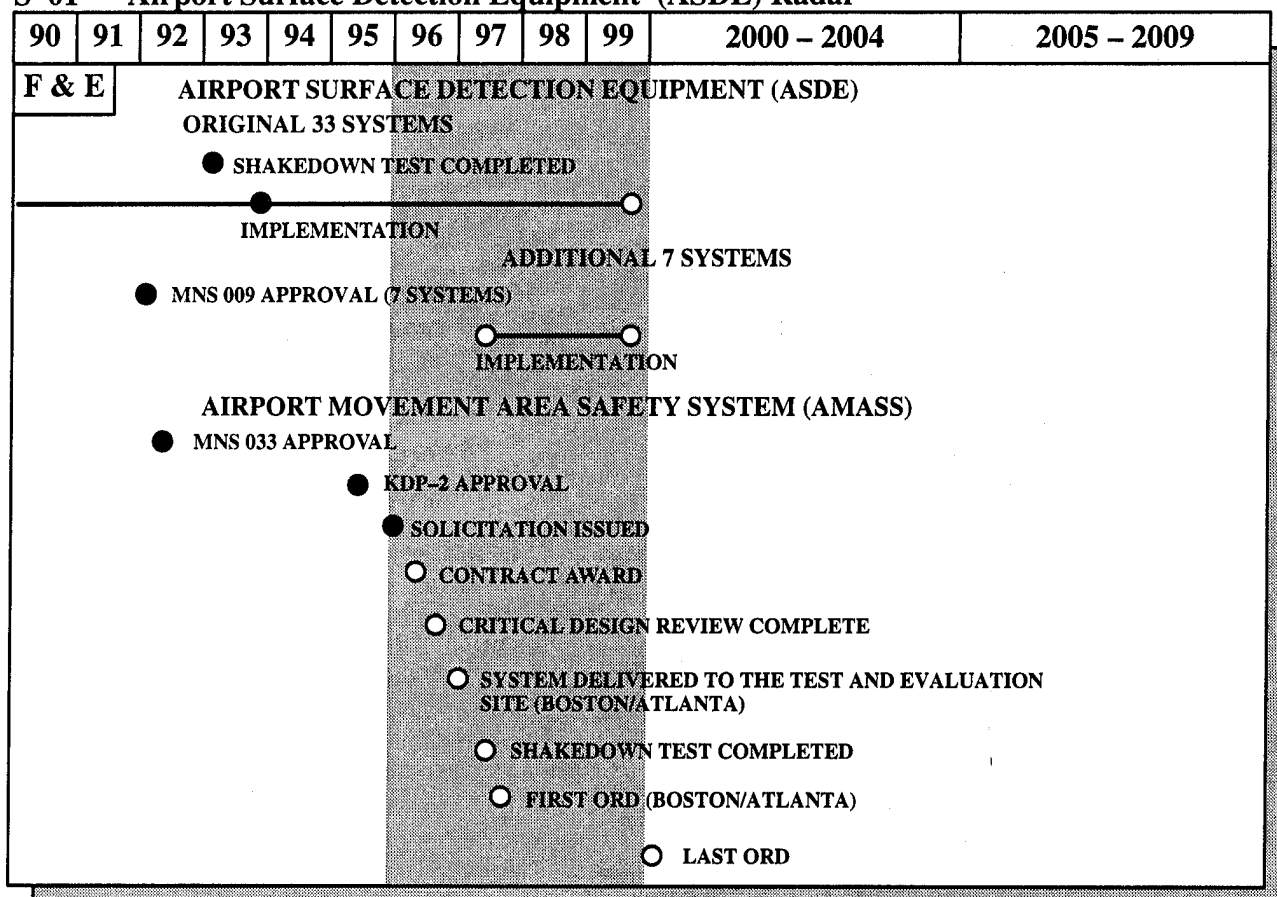 S–01 Airport Surface Detection Equipment (ASDE) Radar
90 91 92 93 94 95 96 97 98 99 2000 – 2004 2005 – 2009
F & E
AIRPORT SURFACE DETECTION EQUIPMENT (ASDE)
ORIGINAL 33 SYSTEMS
SHAKEDOWN TEST COMPLETED
IMPLEMENTATION
ADDITIONAL 7 SYSTEMS
MNS 009 APPROVAL (7 SYSTEMS)
IMPLEMENTATION
AIRPORT MOVEMENT AREA SAFETY SYSTEM (AMASS)
MNS 033 APPROVAL
KDP–2 APPROVAL
SOLICITATION ISSUED
CONTRACT AWARD
CRITICAL DESIGN REVIEW COMPLETE
SYSTEM DELIVERED TO THE TEST AND EVALUATION
SITE (BOSTON/ATLANTA)
SHAKEDOWN TEST COMPLETED
FIRST ORD (BOSTON/ATLANTA)
LAST ORD